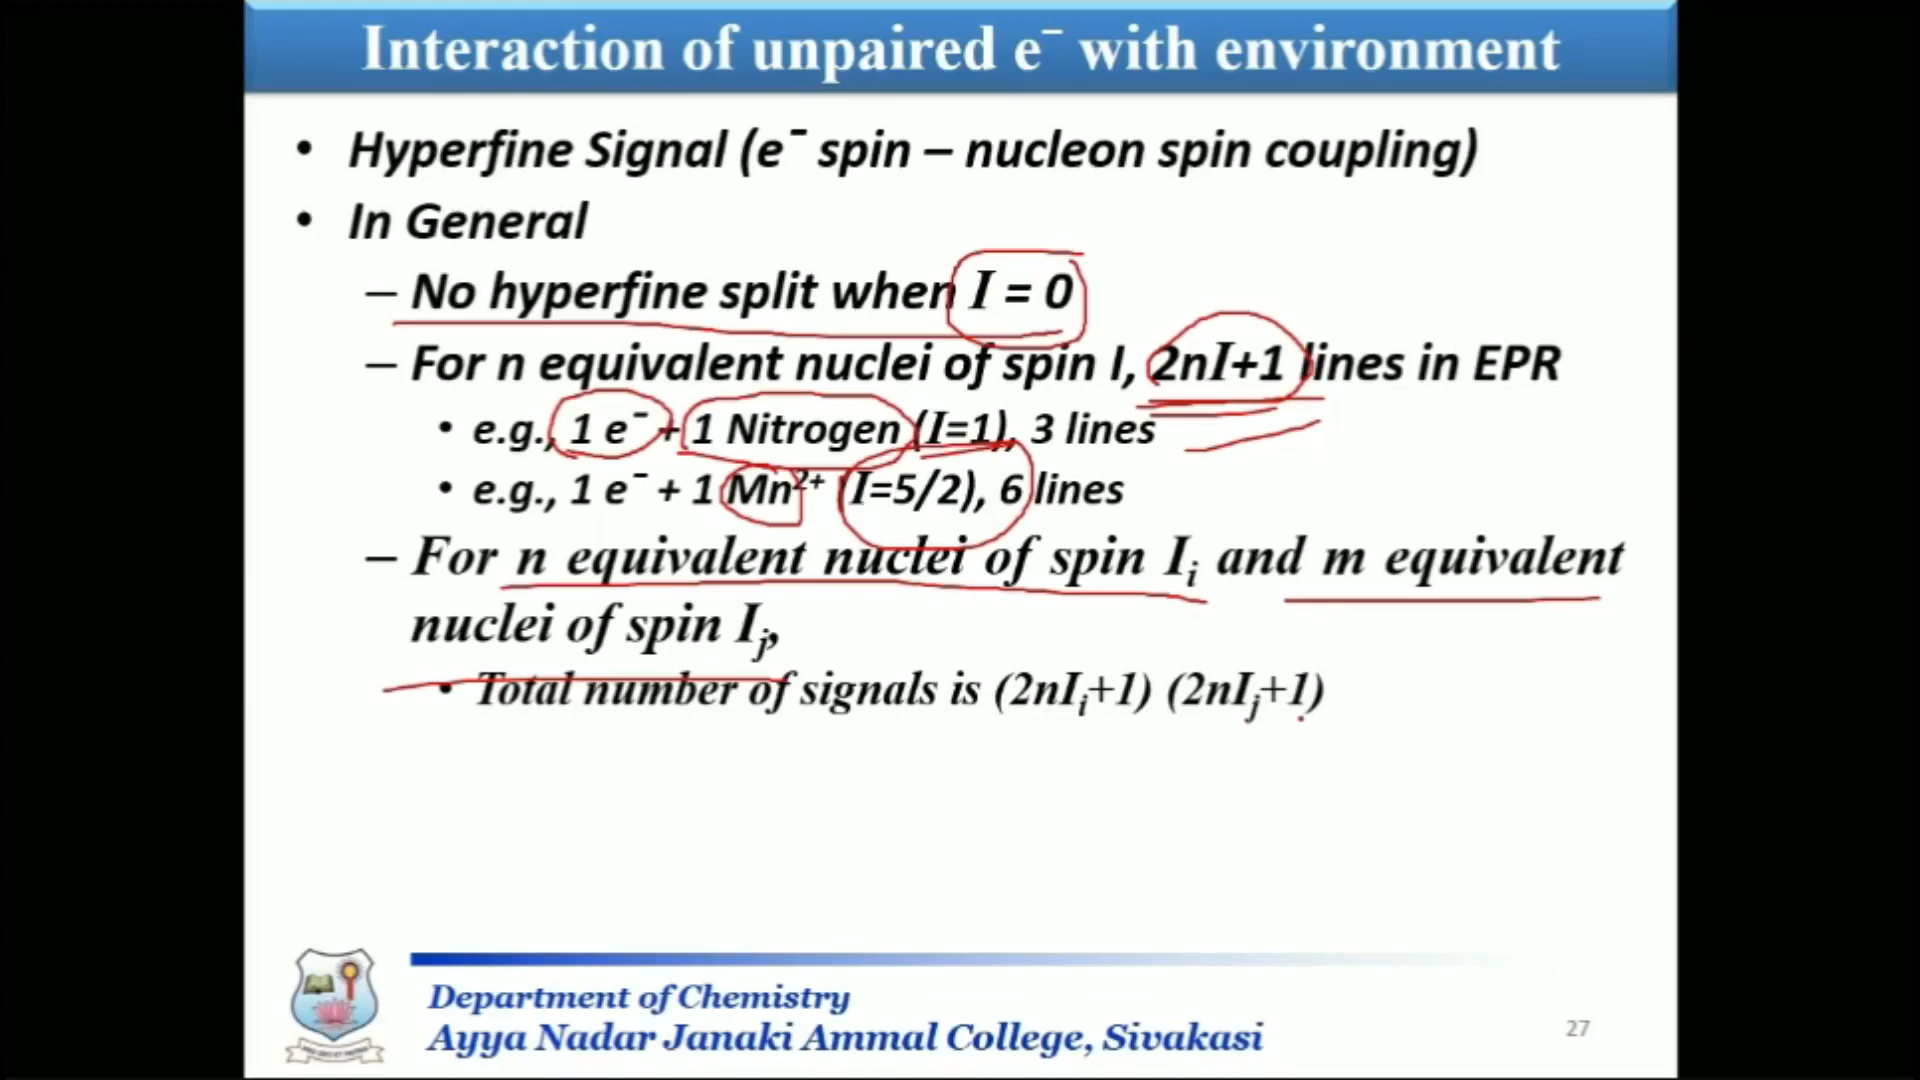 Interaction of unpaired e⁻ with environment
• Hyperfine Signal (e⁻ spin – nucleon spin coupling)
• In General
– No hyperfine split when I = 0
– For n equivalent nuclei of spin I, 2nI+1 lines in EPR
• e.g., 1 e⁻ + 1 Nitrogen (I=1), 3 lines
• e.g., 1 e⁻ + 1 Mn²⁺ (I=5/2), 6 lines
– For n equivalent nuclei of spin Iᵢ and m equivalent
nuclei of spin Iⱼ,
• Total number of signals is (2nIᵢ+1) (2nIⱼ+1)
Department of Chemistry
Ayya Nadar Janaki Ammal College, Sivakasi
27